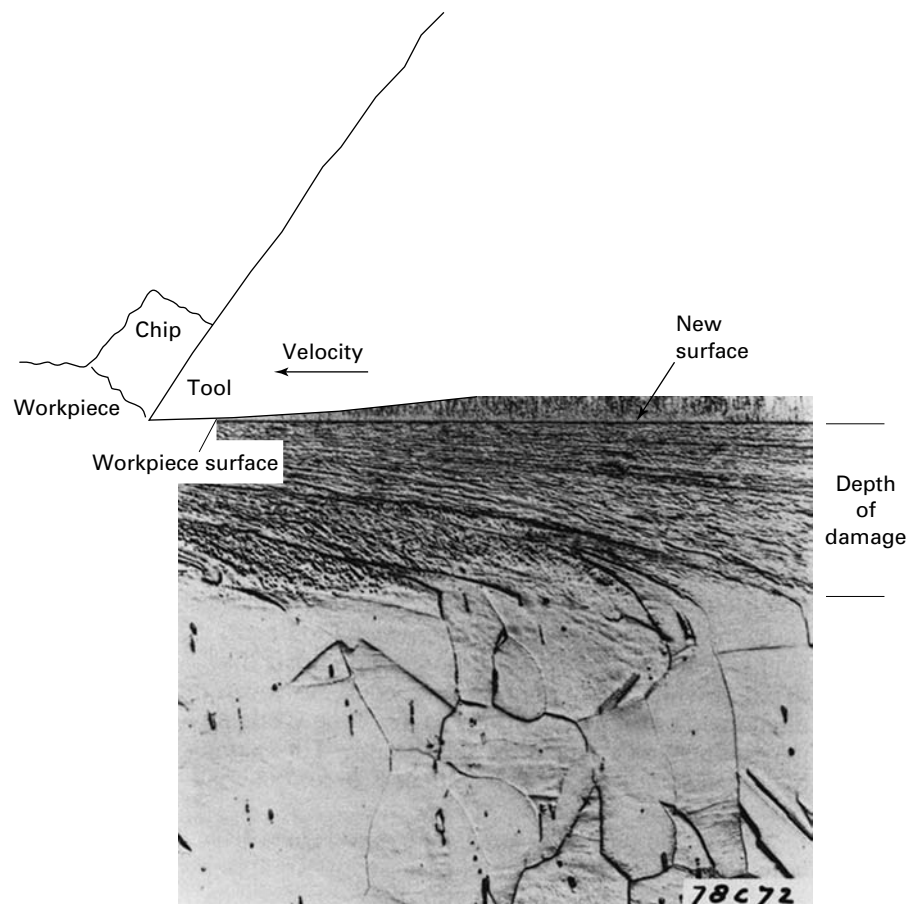 Chip
New
surface
Velocity
Tool
Workpiece
Workpiece surface
Depth
of
damage
78C72